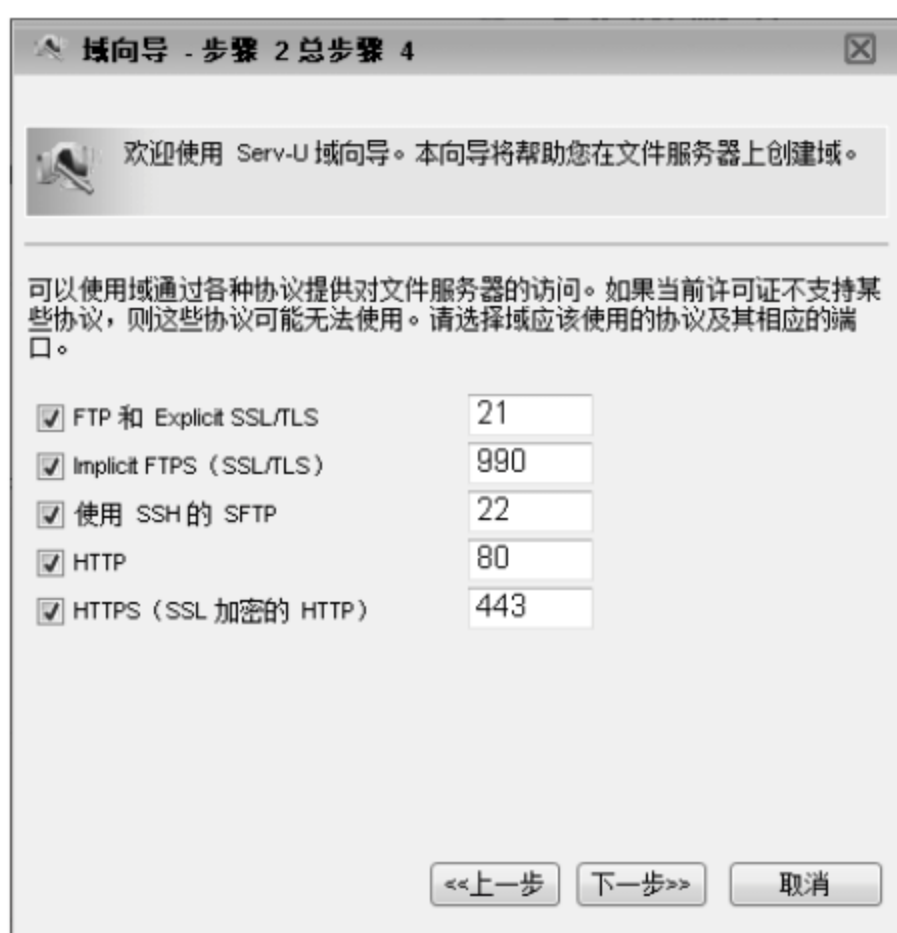 域向导 - 步骤 2 总步骤 4
欢迎使用 Serv-U 域向导。本向导将帮助您在文件服务器上创建域。
可以使用域通过各种协议提供对文件服务器的访问。如果当前许可证不支持某
些协议，则这些协议可能无法使用。请选择域应该使用的协议及其相应的端
口。
FTP 和 Explicit SSL/TLS 21
Implicit FTPS（SSL/TLS） 990
使用 SSH 的 SFTP 22
HTTP 80
HTTPS（SSL 加密的 HTTP） 443
<<上一步 下一步>> 取消